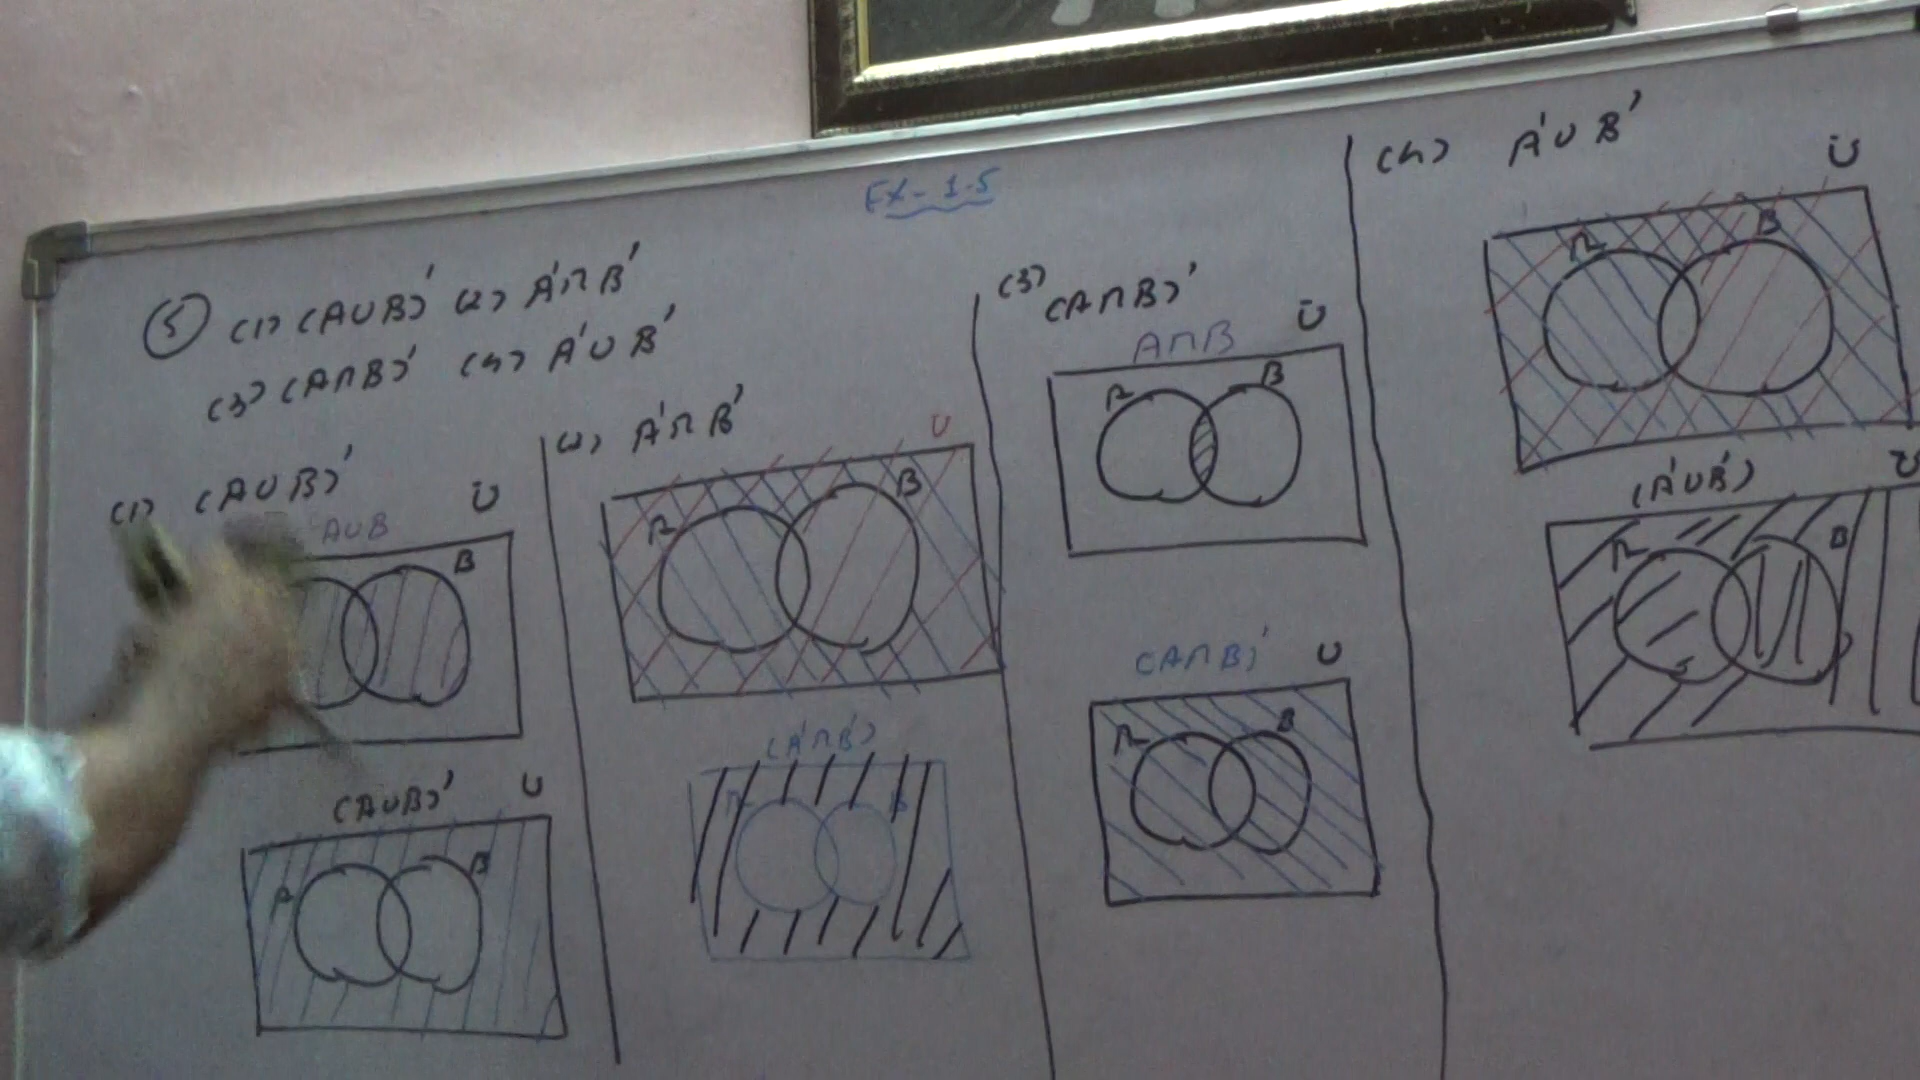 Ex-1.5
(5) (1) (A∪B)' (2) A'∩B'
(3) (A∩B)' (4) A'∪B'
(1) (A∪B)'
A∪B
U
B
(A∪B)'
U
A
B
(2) A'∩B'
U
A
B
(A'∩B')
A
B
(3)
(A∩B)'
A∩B
U
A
B
(A∩B)'
U
A
B
(4) A'∪B'
U
A
B
(A'∪B')
U
A
B